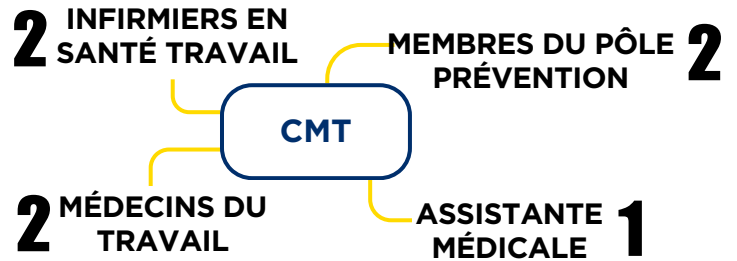 2 INFIRMIERS EN
SANTÉ TRAVAIL
MEMBRES DU PÔLE 2
PRÉVENTION
CMT
2 MÉDECINS DU
TRAVAIL
ASSISTANTE 1
MÉDICALE